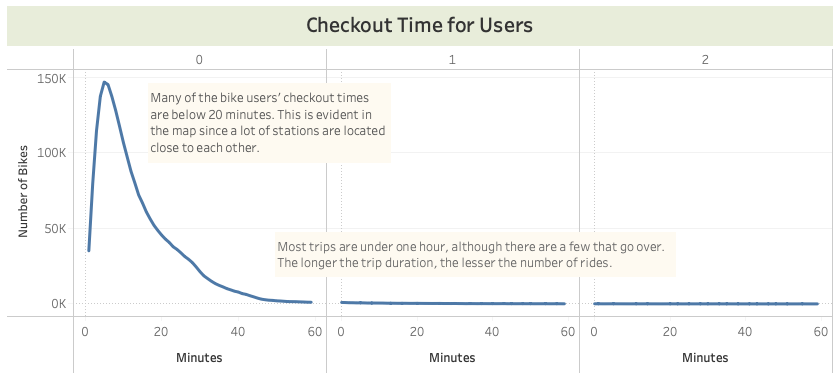 Checkout Time for Users
0
1
2
150K
100K
50K
0K
Number of Bikes
Many of the bike users' checkout times
are below 20 minutes. This is evident in
the map since a lot of stations are located
close to each other.
Most trips are under one hour, although there are a few that go over.
The longer the trip duration, the lesser the number of rides.
0 20 40 60
0 20 40 60
0 20 40 60
Minutes
Minutes
Minutes